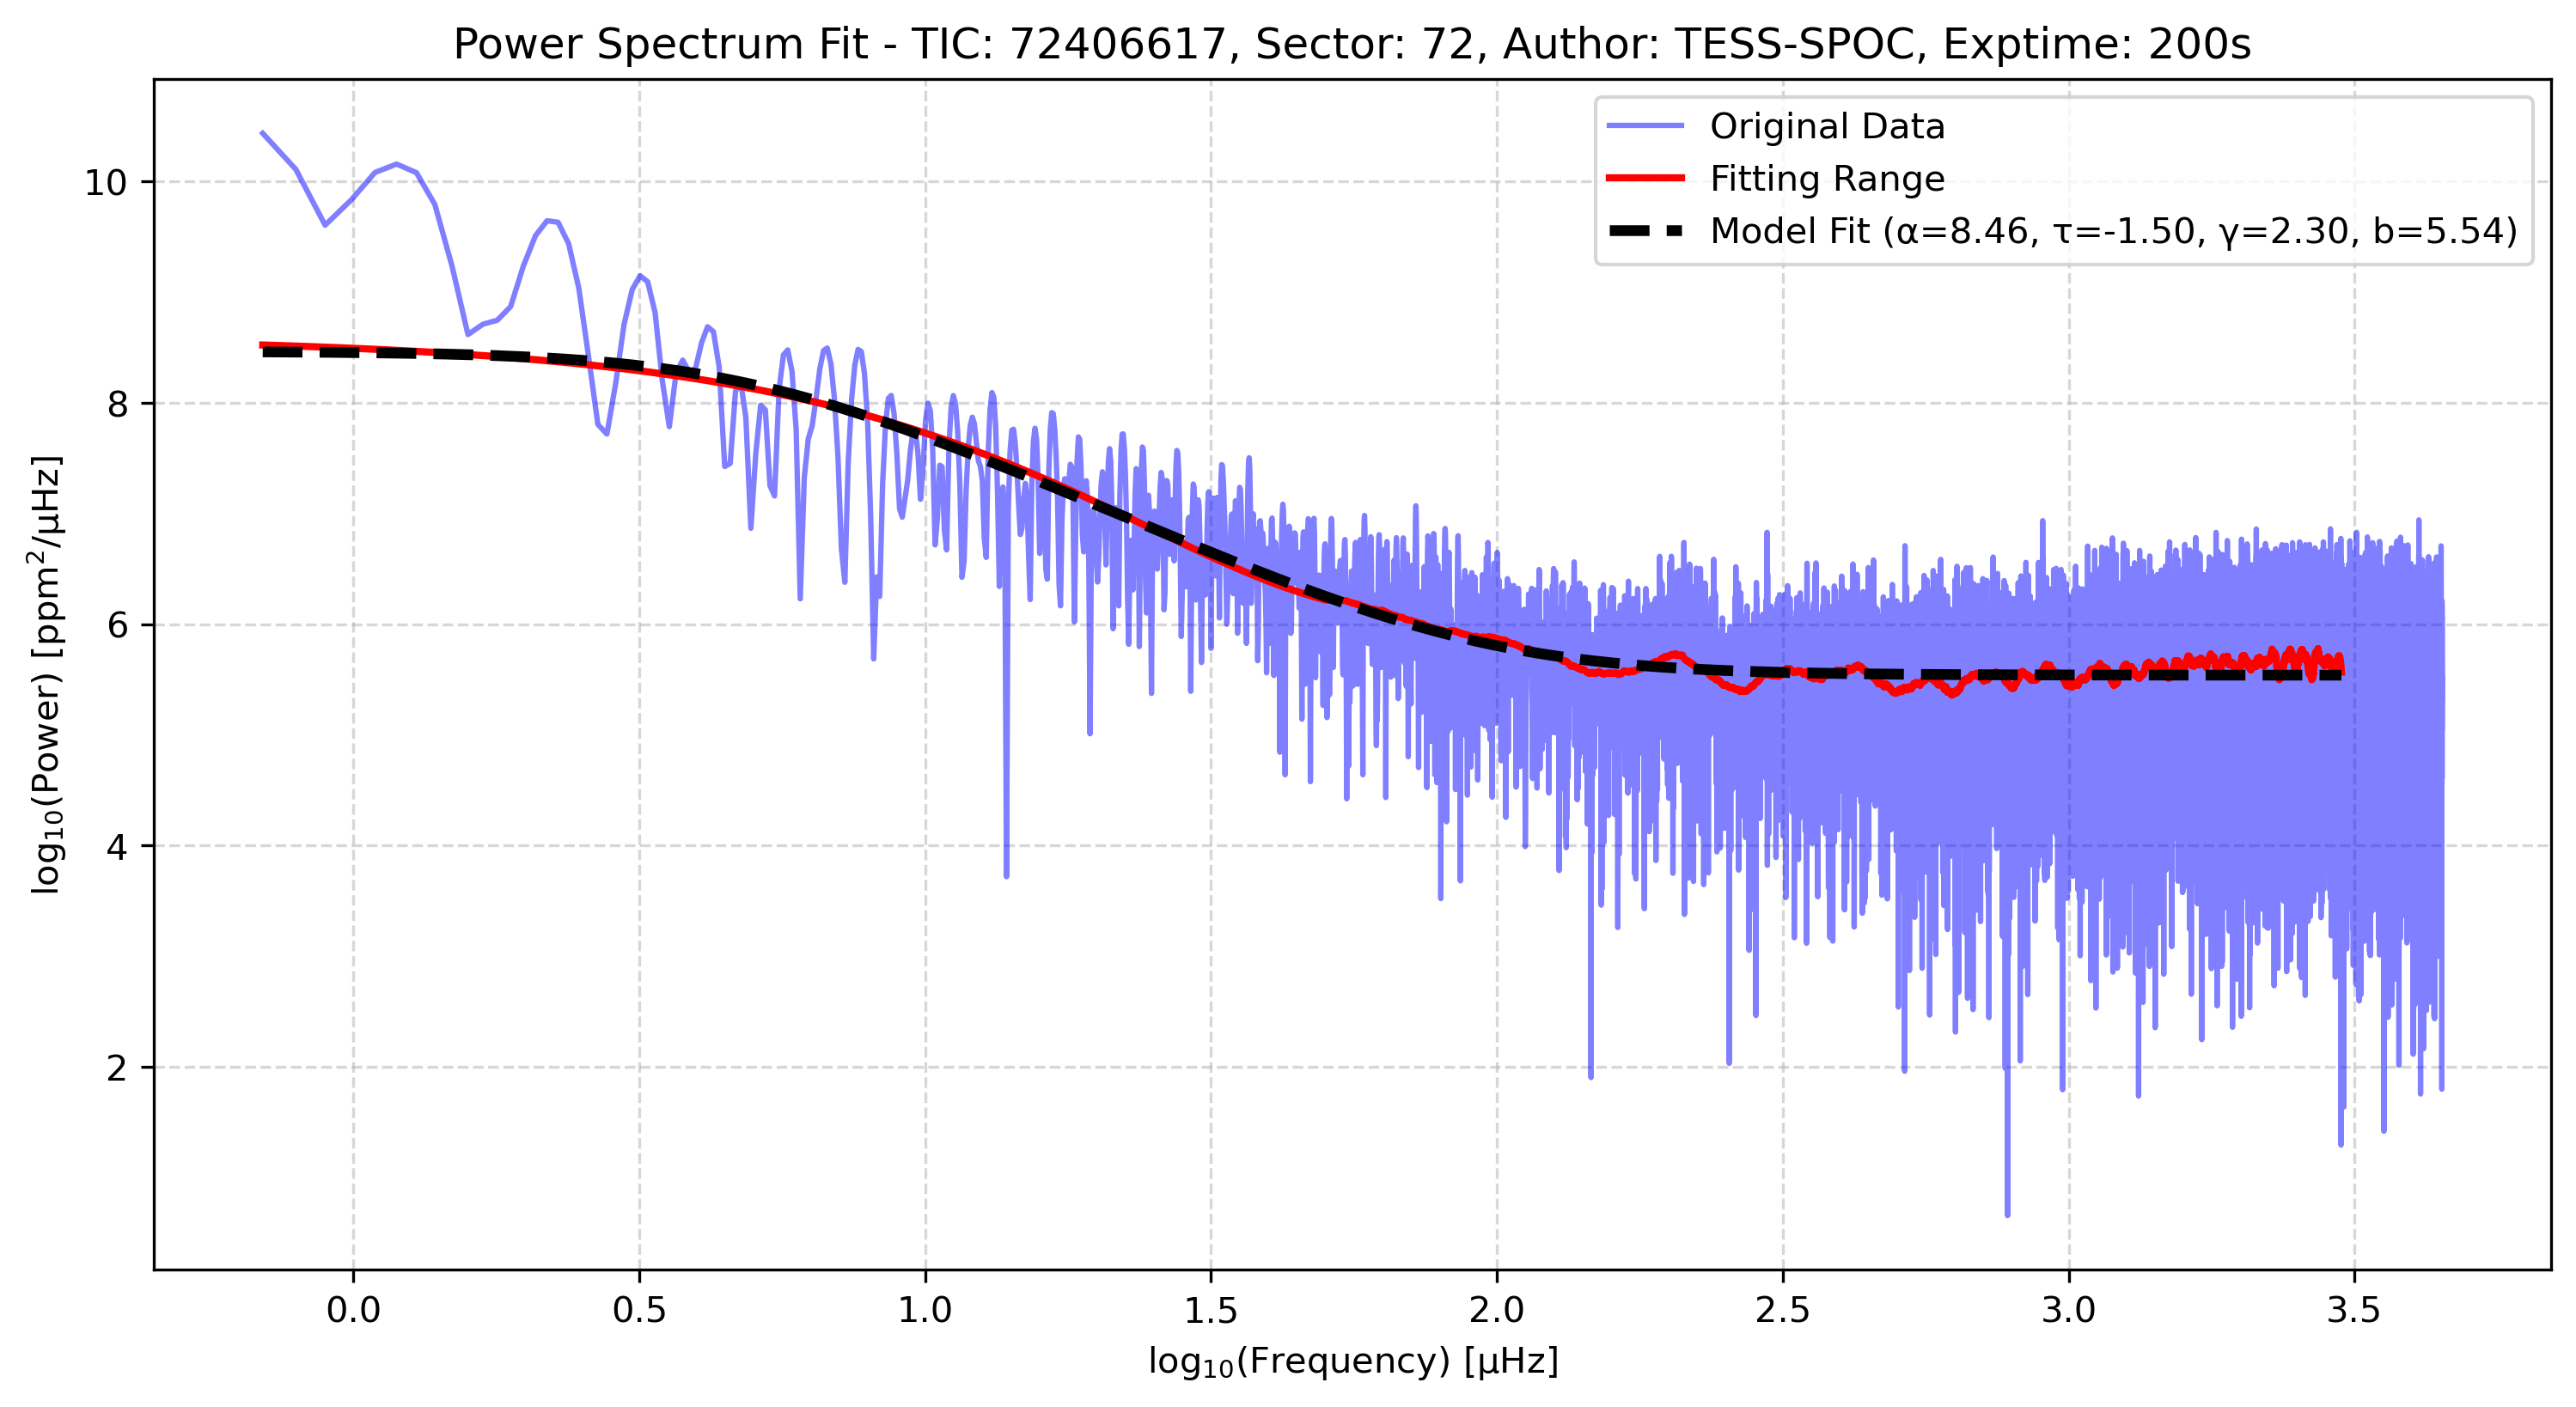 Power Spectrum Fit - TIC: 72406617, Sector: 72, Author: TESS-SPOC, Exptime: 200s
Original Data
Fitting Range
Model Fit (α=8.46, τ=-1.50, γ=2.30, b=5.54)
log₁₀(Power) [ppm²/μHz]
10
8
6
4
2
0.0 0.5 1.0 1.5 2.0 2.5 3.0 3.5
log₁₀(Frequency) [μHz]